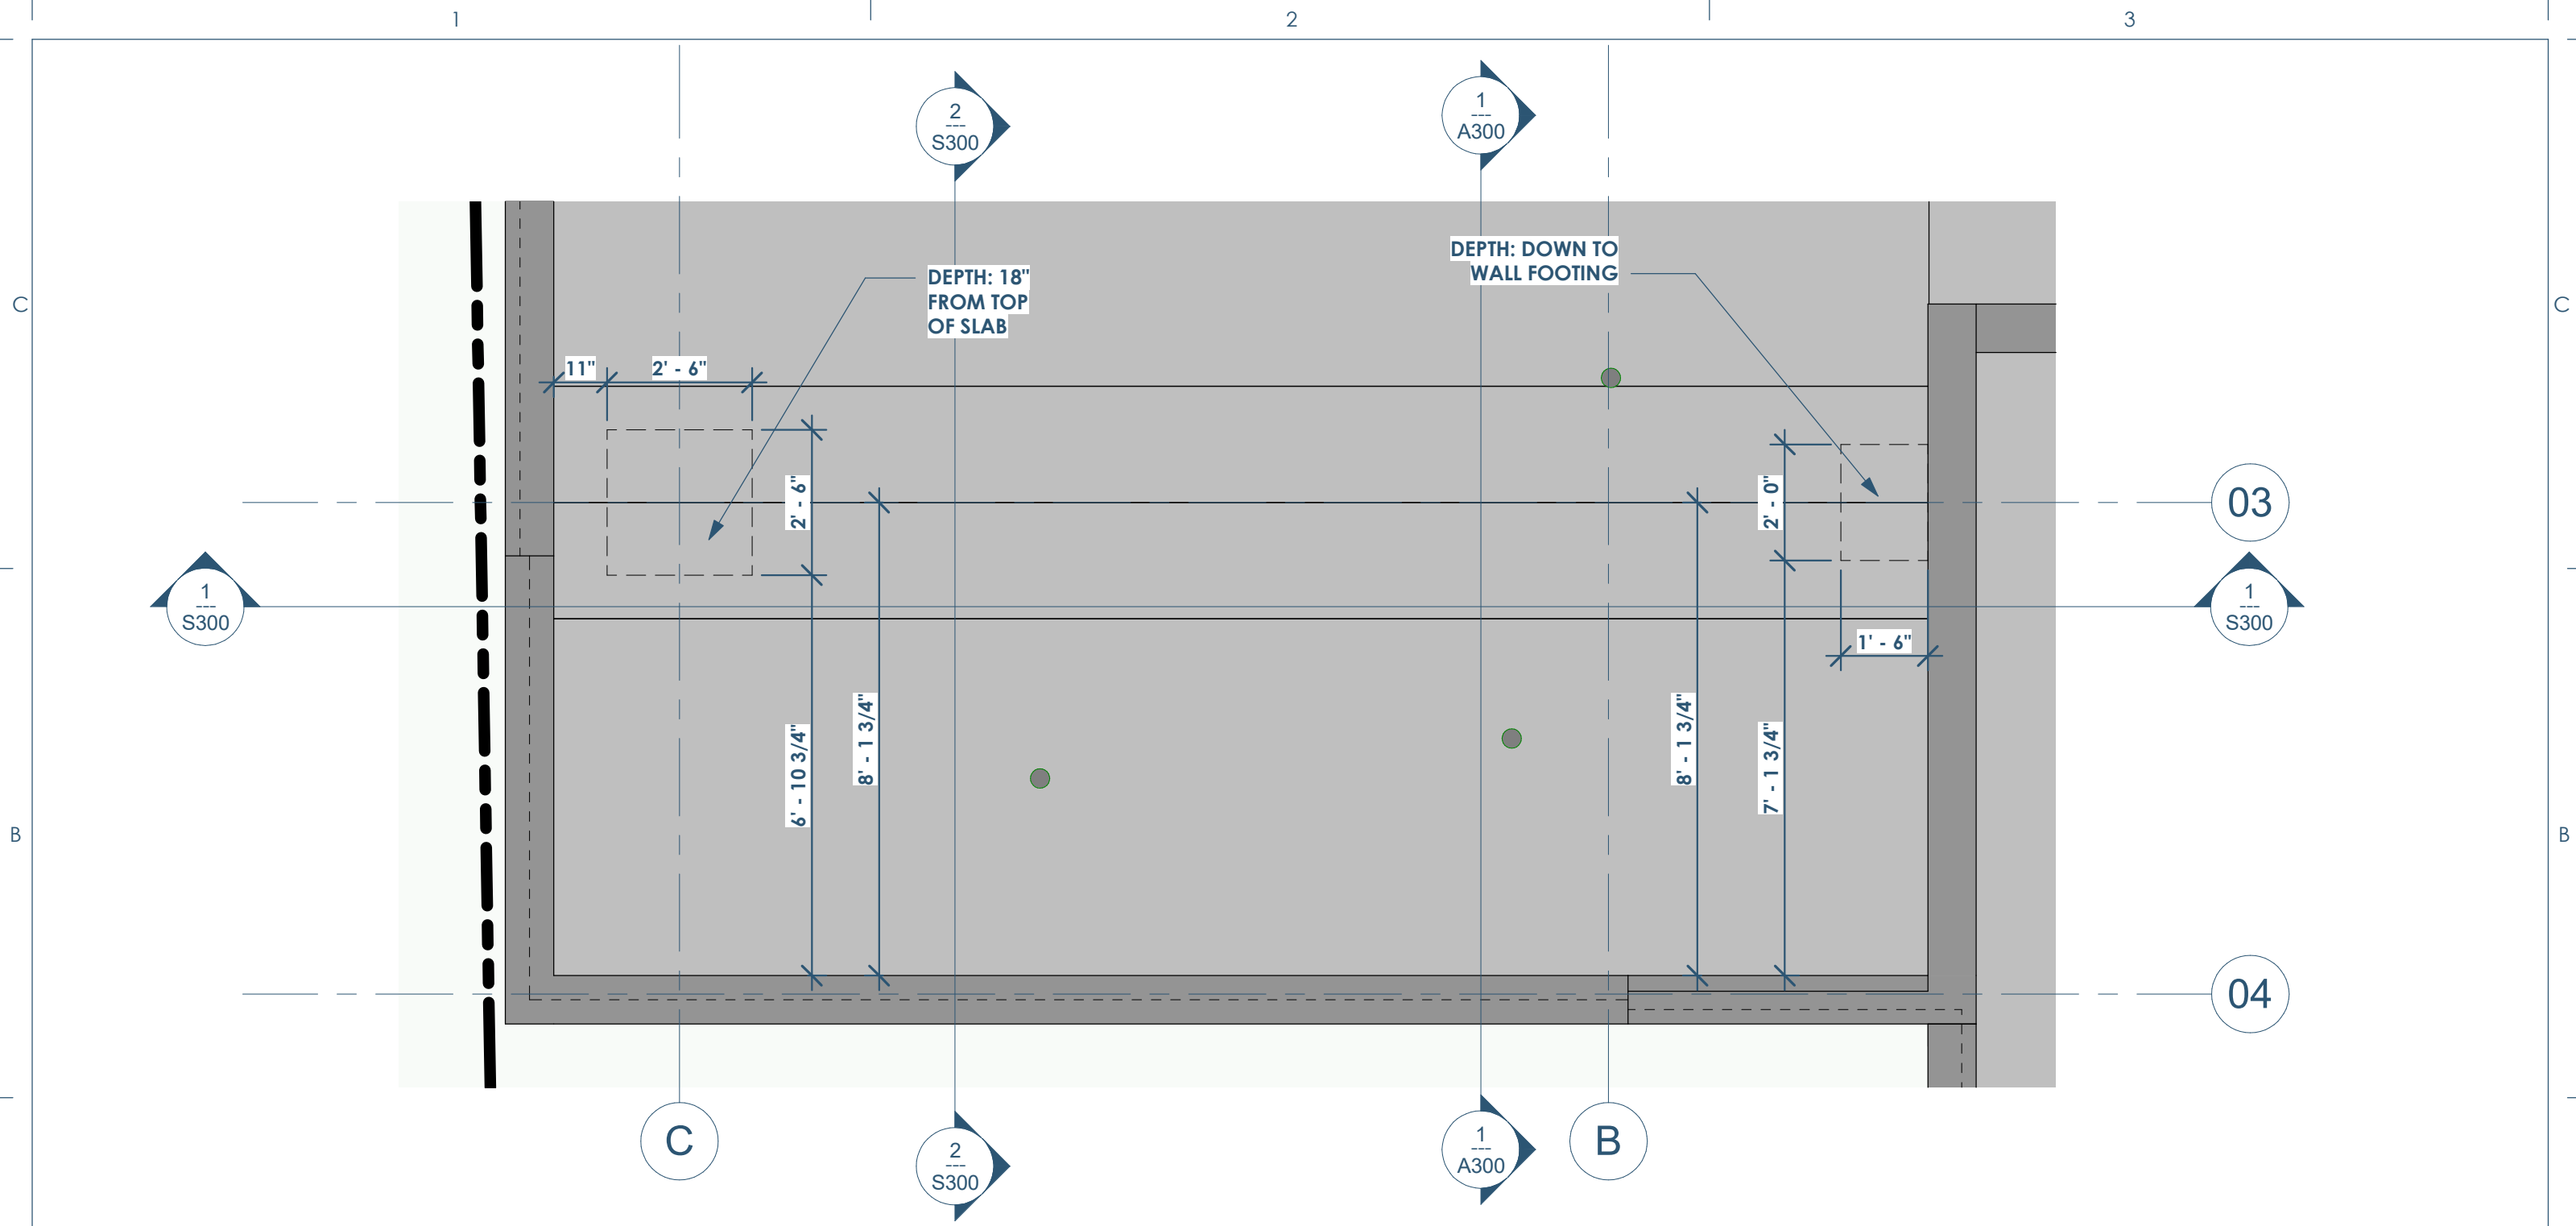 1
2
3
2
---
S300
1
---
A300
DEPTH: 18"
FROM TOP
OF SLAB
DEPTH: DOWN TO
WALL FOOTING
C
C
11"
2' - 6"
2' - 6"
2' - 0"
03
1
---
S300
1
---
S300
1' - 6"
6' - 10 3/4"
8' - 1 3/4"
8' - 1 3/4"
7' - 1 3/4"
B
B
04
C
2
---
S300
1
---
A300
B